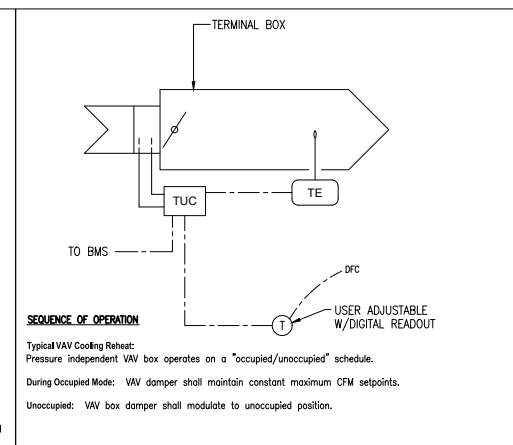 TERMINAL BOX
TUC
TE
TO BMS
DFC
T
USER ADJUSTABLE
W/DIGITAL READOUT
SEQUENCE OF OPERATION
Typical VAV Cooling Reheat:
Pressure independent VAV box operates on a "occupied/unoccupied" schedule.
During Occupied Mode: VAV damper shall maintain constant maximum CFM setpoints.
Unoccupied: VAV box damper shall modulate to unoccupied position.